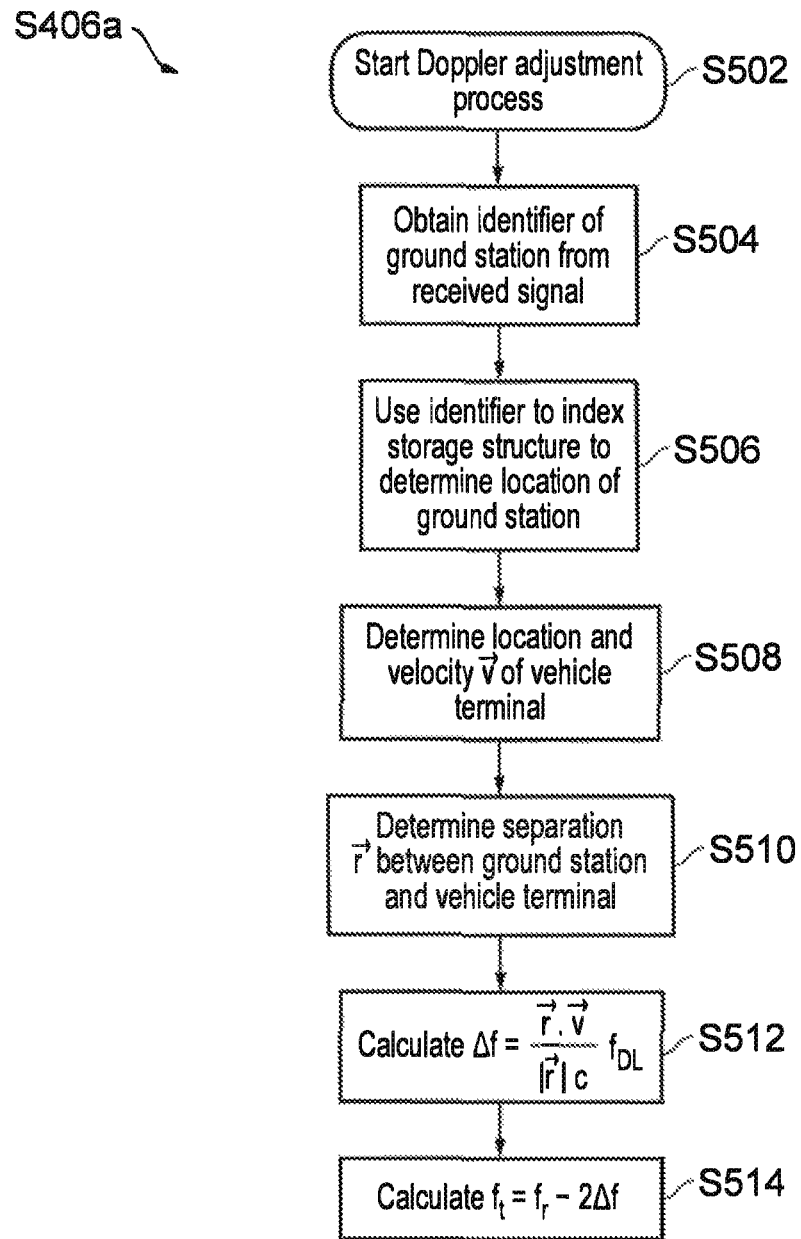 S406a
Start Doppler adjustment
process
S502
Obtain identifier of
ground station from
received signal
S504
Use identifier to index
storage structure to
determine location of
ground station
S506
Determine location and
velocity v⃗ of vehicle
terminal
S508
Determine separation
r⃗ between ground station
and vehicle terminal
S510
Calculate Δf = (r⃗ . v⃗) / (|r⃗| c) f_DL
S512
Calculate f_t = f_r − 2Δf
S514